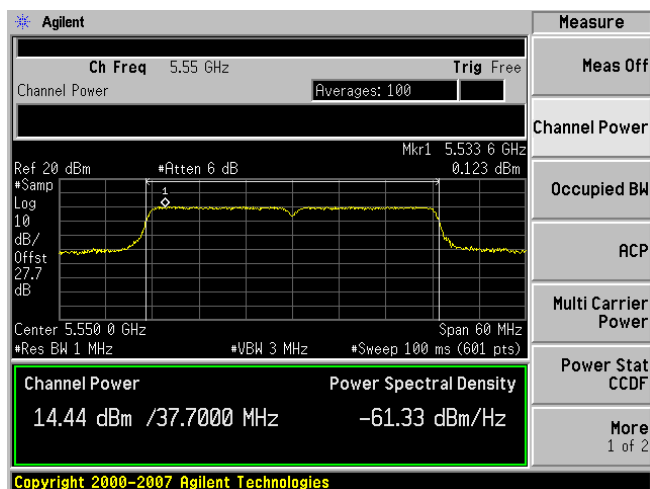 Agilent
Measure
Ch Freq 5.55 GHz Trig Free
Channel Power Averages: 100
Meas Off
Channel Power
Mkr1 5.533 6 GHz
Ref 20 dBm #Atten 6 dB 0.123 dBm
#Samp
Log
10
dB/
Offst
27.7
dB
1
Center 5.550 0 GHz Span 60 MHz
#Res BW 1 MHz #VBW 3 MHz #Sweep 100 ms (601 pts)
Occupied BW
ACP
Multi Carrier
Power
Channel Power Power Spectral Density
14.44 dBm /37.7000 MHz -61.33 dBm/Hz
Power Stat
CCDF
More
1 of 2
Copyright 2000-2007 Agilent Technologies